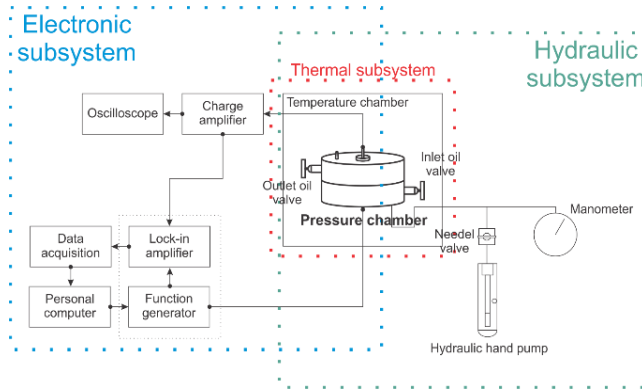 Electronic
subsystem
Hydraulic
subsystem
Thermal subsystem
Temperature chamber
Oscilloscope
Charge
amplifier
Inlet oil
valve
Outlet oil
valve
Pressure chamber
Manometer
Needel
valve
Data
acquisition
Lock-in
amplifier
Personal
computer
Function
generator
Hydraulic hand pump